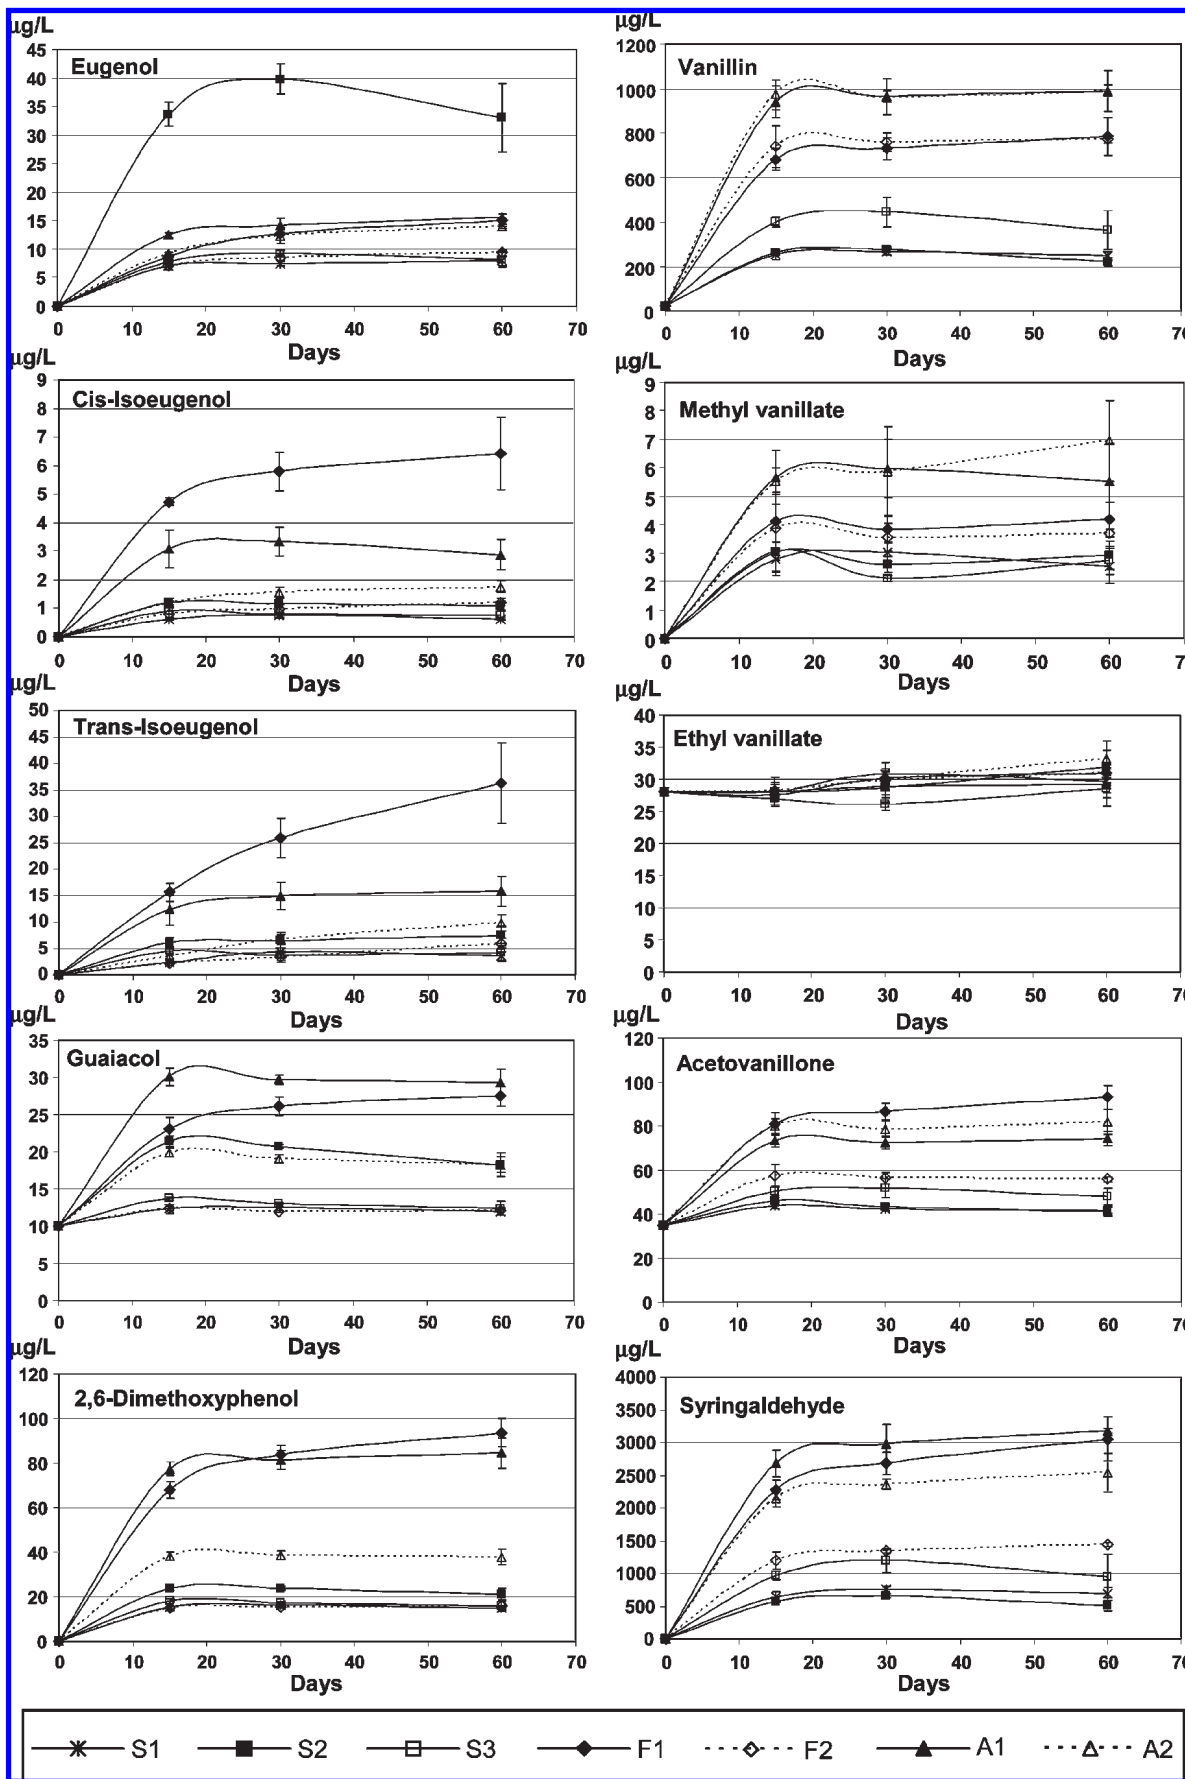 µg/L
Eugenol
45
40
35
30
25
20
15
10
5
0
0 10 20 30 40 50 60 70
Days
µg/L
Vanillin
1200
1000
800
600
400
200
0
0 10 20 30 40 50 60
Days
µg/L
Cis-Isoeugenol
9
8
7
6
5
4
3
2
1
0
0 10 20 30 40 50 60 70
Days
µg/L
Methyl vanillate
9
8
7
6
5
4
3
2
1
0
0 10 20 30 40 50 60
Days
µg/L
Trans-Isoeugenol
50
45
40
35
30
25
20
15
10
5
0
0 10 20 30 40 50 60 70
Days
µg/L
Ethyl vanillate
40
35
30
25
20
15
10
5
0
0 10 20 30 40 50 60
Days
µg/L
Guaiacol
35
30
25
20
15
10
5
0
0 10 20 30 40 50 60 70
Days
µg/L
Acetovanillone
120
100
80
60
40
20
0
0 10 20 30 40 50 60
Days
µg/L
2,6-Dimethoxyphenol
120
100
80
60
40
20
0
0 10 20 30 40 50 60 70
Days
µg/L
Syringaldehyde
4000
3500
3000
2500
2000
1500
1000
500
0
0 10 20 30 40 50 60
Days
S1 S2 S3 F1 F2 A1 A2